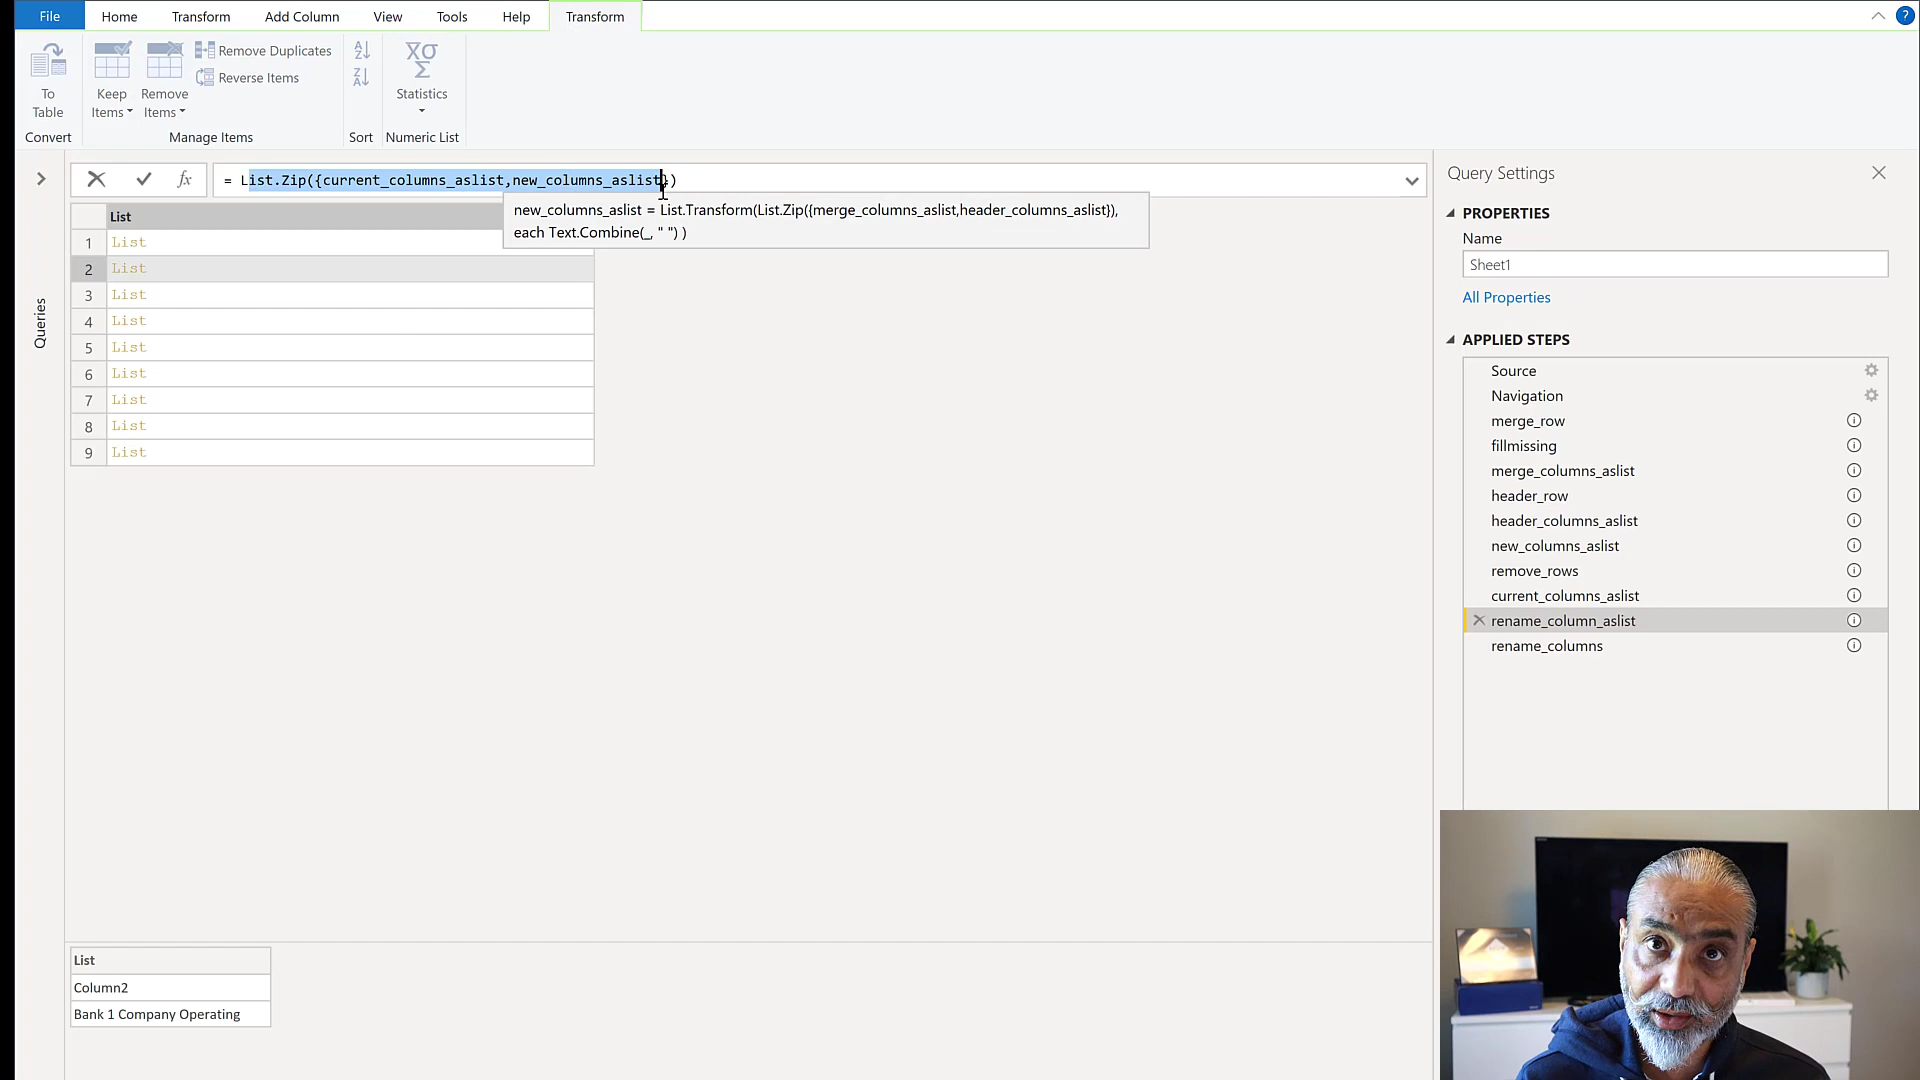 File Home Transform Add Column View Tools Help Transform
Remove Duplicates
Reverse Items
To Table
Keep Items
Remove Items
A Z
Z A
XσΣ
Statistics
Convert Manage Items Sort Numeric List
fx = List.Zip({current_columns_aslist,new_columns_aslist})
new_columns_aslist = List.Transform(List.Zip({merge_columns_aslist,header_columns_aslist}),
each Text.Combine(_, " ") )
List
1 List
2 List
3 List
4 List
5 List
6 List
7 List
8 List
9 List
Queries
List
Column2
Bank 1 Company Operating
Query Settings
PROPERTIES
Name
Sheet1
All Properties
APPLIED STEPS
Source
Navigation
merge_row
fillmissing
merge_columns_aslist
header_row
header_columns_aslist
new_columns_aslist
remove_rows
current_columns_aslist
rename_column_aslist
rename_columns